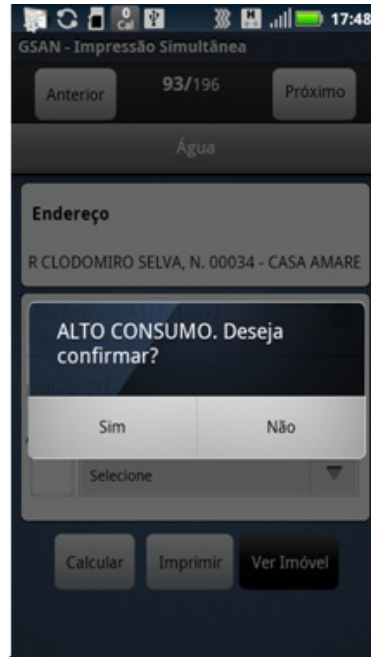 17:48
GSAN - Impressão Simultânea
Anterior
93/196
Próximo
Água
Endereço
R CLODOMIRO SELVA, N. 00034 - CASA AMARE
ALTO CONSUMO. Deseja
confirmar?
Sim
Não
Selecione
Calcular
Imprimir
Ver Imóvel